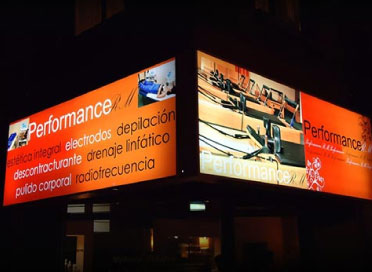 Performance R.M
estética integral electrodos depilación
descontracturante drenaje linfático
pulido corporal radiofrecuencia
Performance
Performance